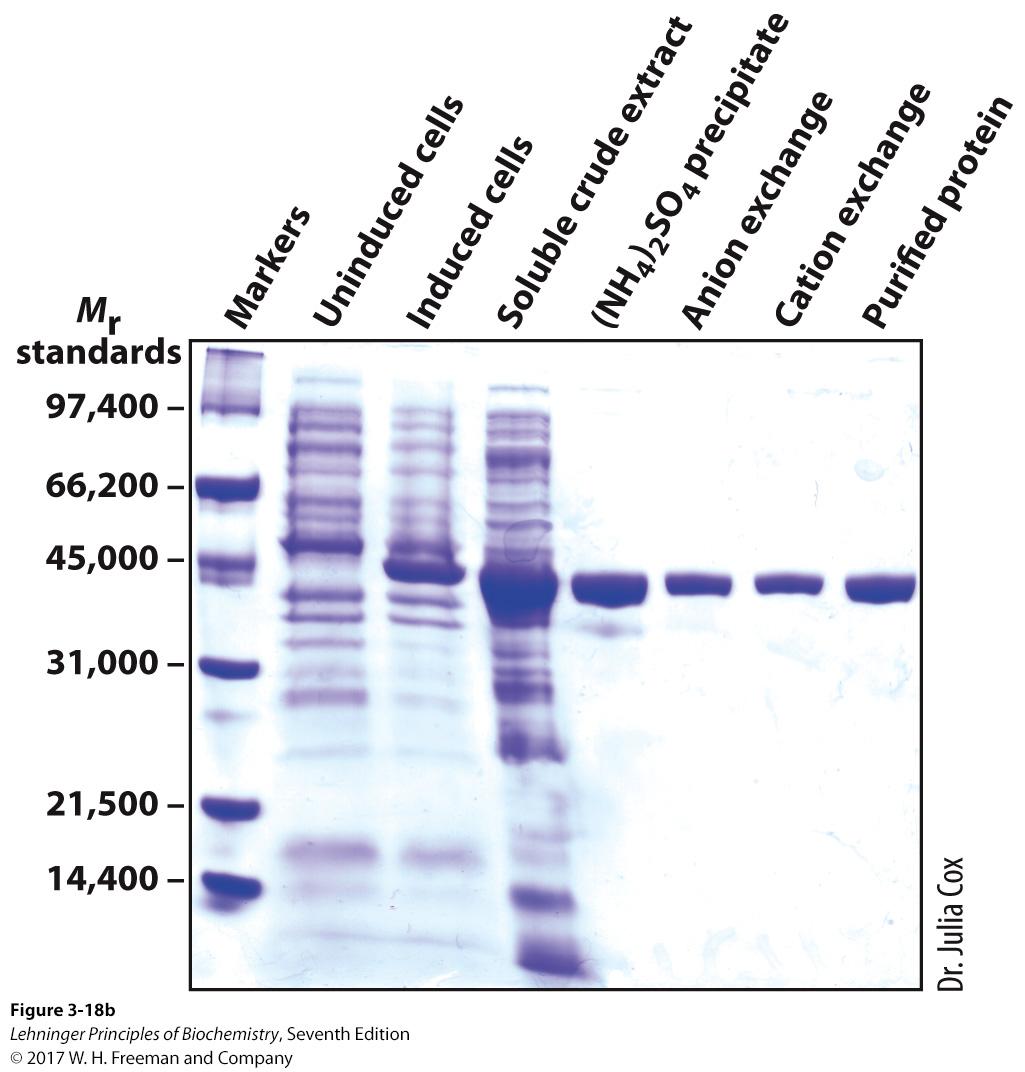 Markers
Uninduced cells
Induced cells
Soluble crude extract
(NH4)2SO4 precipitate
Anion exchange
Cation exchange
Purified protein
Mr
standards
97,400
66,200
45,000
31,000
21,500
14,400
Dr. Julia Cox
Figure 3-18b
Lehninger Principles of Biochemistry, Seventh Edition
© 2017 W. H. Freeman and Company